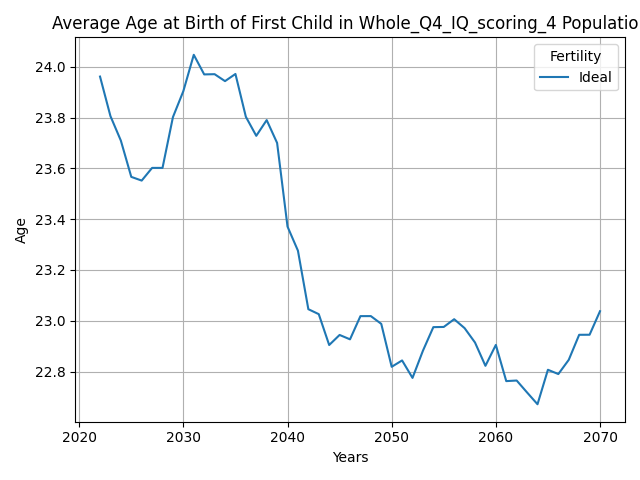 Average Age at Birth of First Child in Whole_Q4_IQ_scoring_4 Populatio
Fertility
Ideal
24.0
23.8
23.6
23.4
23.2
23.0
22.8
Age
2020 2030 2040 2050 2060 2070
Years